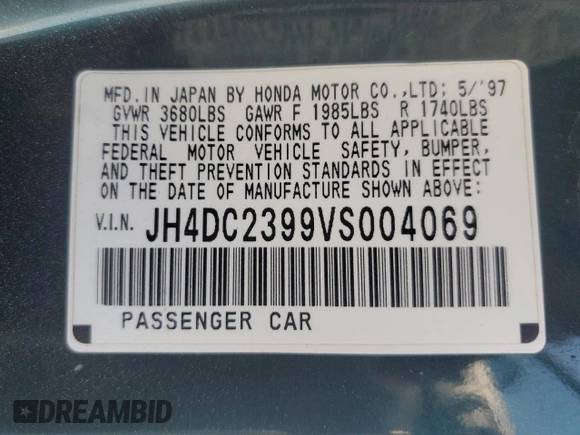 MFD. IN JAPAN BY HONDA MOTOR CO.,LTD; 5/'97
GVWR 3680LBS GAWR F 1985LBS R 1740LBS
THIS VEHICLE CONFORMS TO ALL APPLICABLE
FEDERAL MOTOR VEHICLE SAFETY, BUMPER,
AND THEFT PREVENTION STANDARDS IN EFFECT
ON THE DATE OF MANUFACTURE SHOWN ABOVE:
V.I.N. JH4DC2399VS004069
PASSENGER CAR
DREAMBID